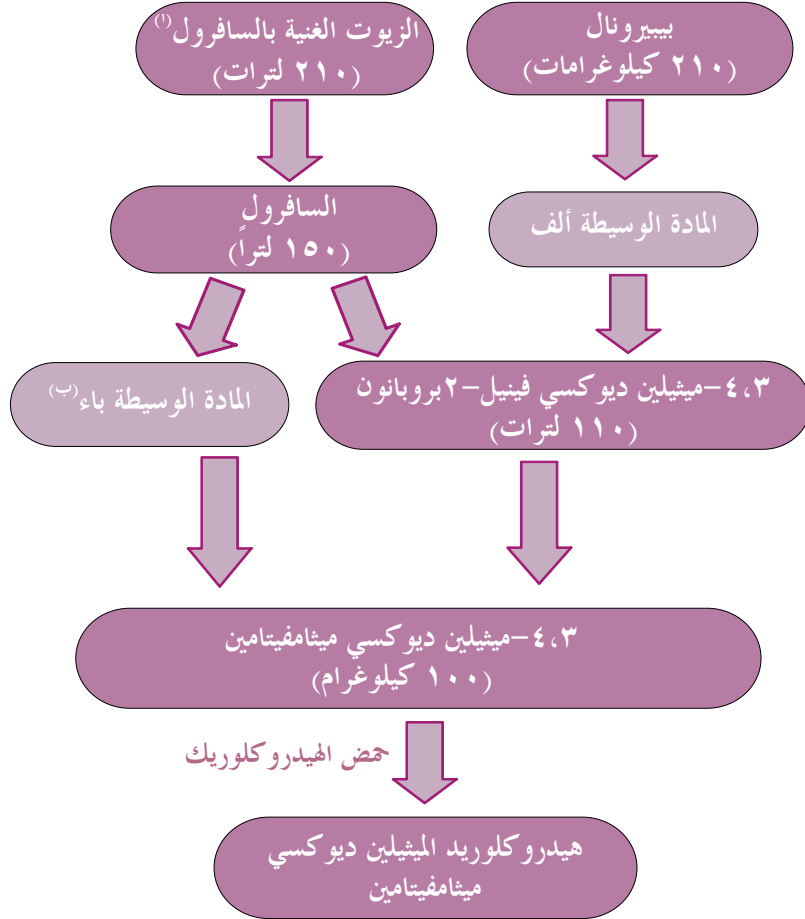 الزيوت الغنية بالسافرول(أ)
(٢١٠ لترات)
بيبيرونال
(٢١٠ كيلوغرامات)
السافرول
(١٥٠ لتراً)
المادة الوسيطة ألف
المادة الوسيطة باء(ب)
٤،٣-ميثيلين ديوكسي فينيل-٢بروبانون
(١١٠ لترات)
٤،٣-ميثيلين ديوكسي ميثامفيتامين
(١٠٠ كيلوغرام)
حمض الهيدروكلوريك
هيدروكلوريد الميثيلين ديوكسي
ميثامفيتامين